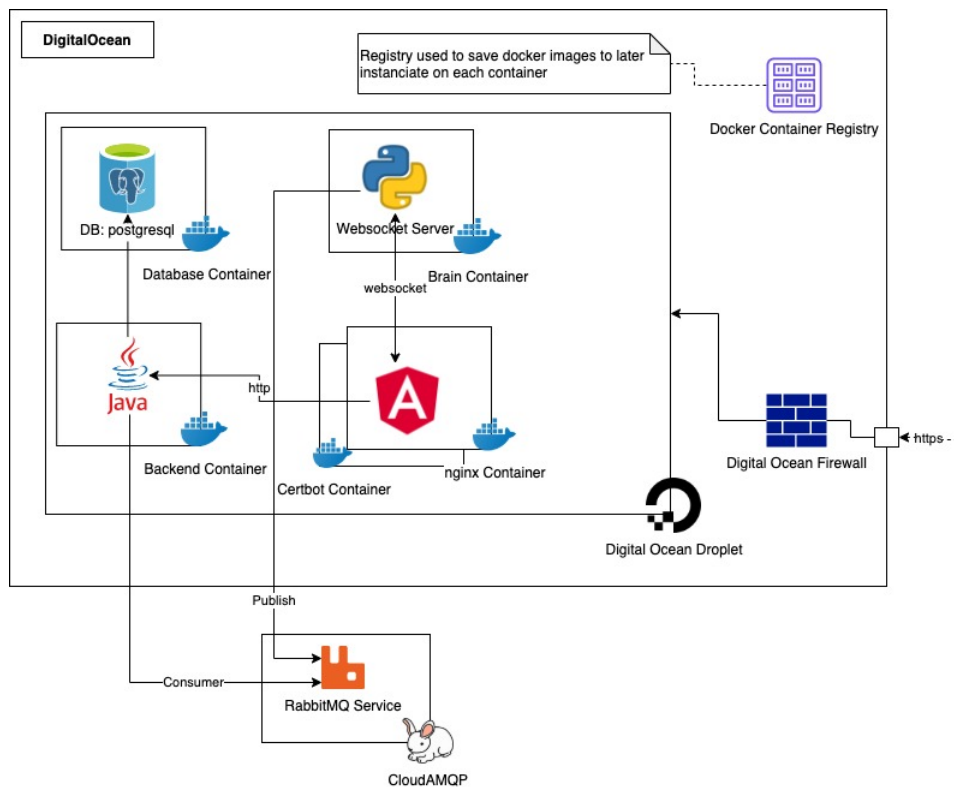 DigitalOcean
Registry used to save docker images to later
instanciate on each container
Docker Container Registry
DB: postgresql
Database Container
Websocket Server
Brain Container
websocket
Java
Backend Container
http
Certbot Container
nginx Container
https -
Digital Ocean Firewall
Digital Ocean Droplet
Publish
Consumer
RabbitMQ Service
CloudAMQP